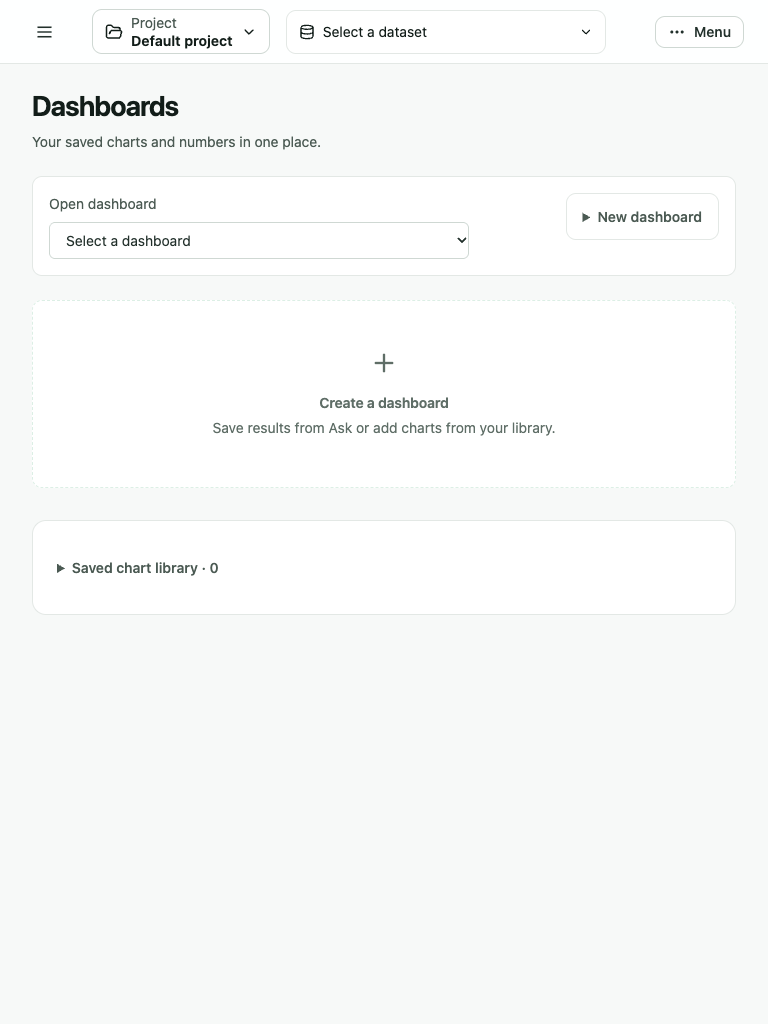 Project
Default project
Select a dataset
Menu
Dashboards
Your saved charts and numbers in one place.
Open dashboard
Select a dashboard
New dashboard
Create a dashboard
Save results from Ask or add charts from your library.
Saved chart library · 0